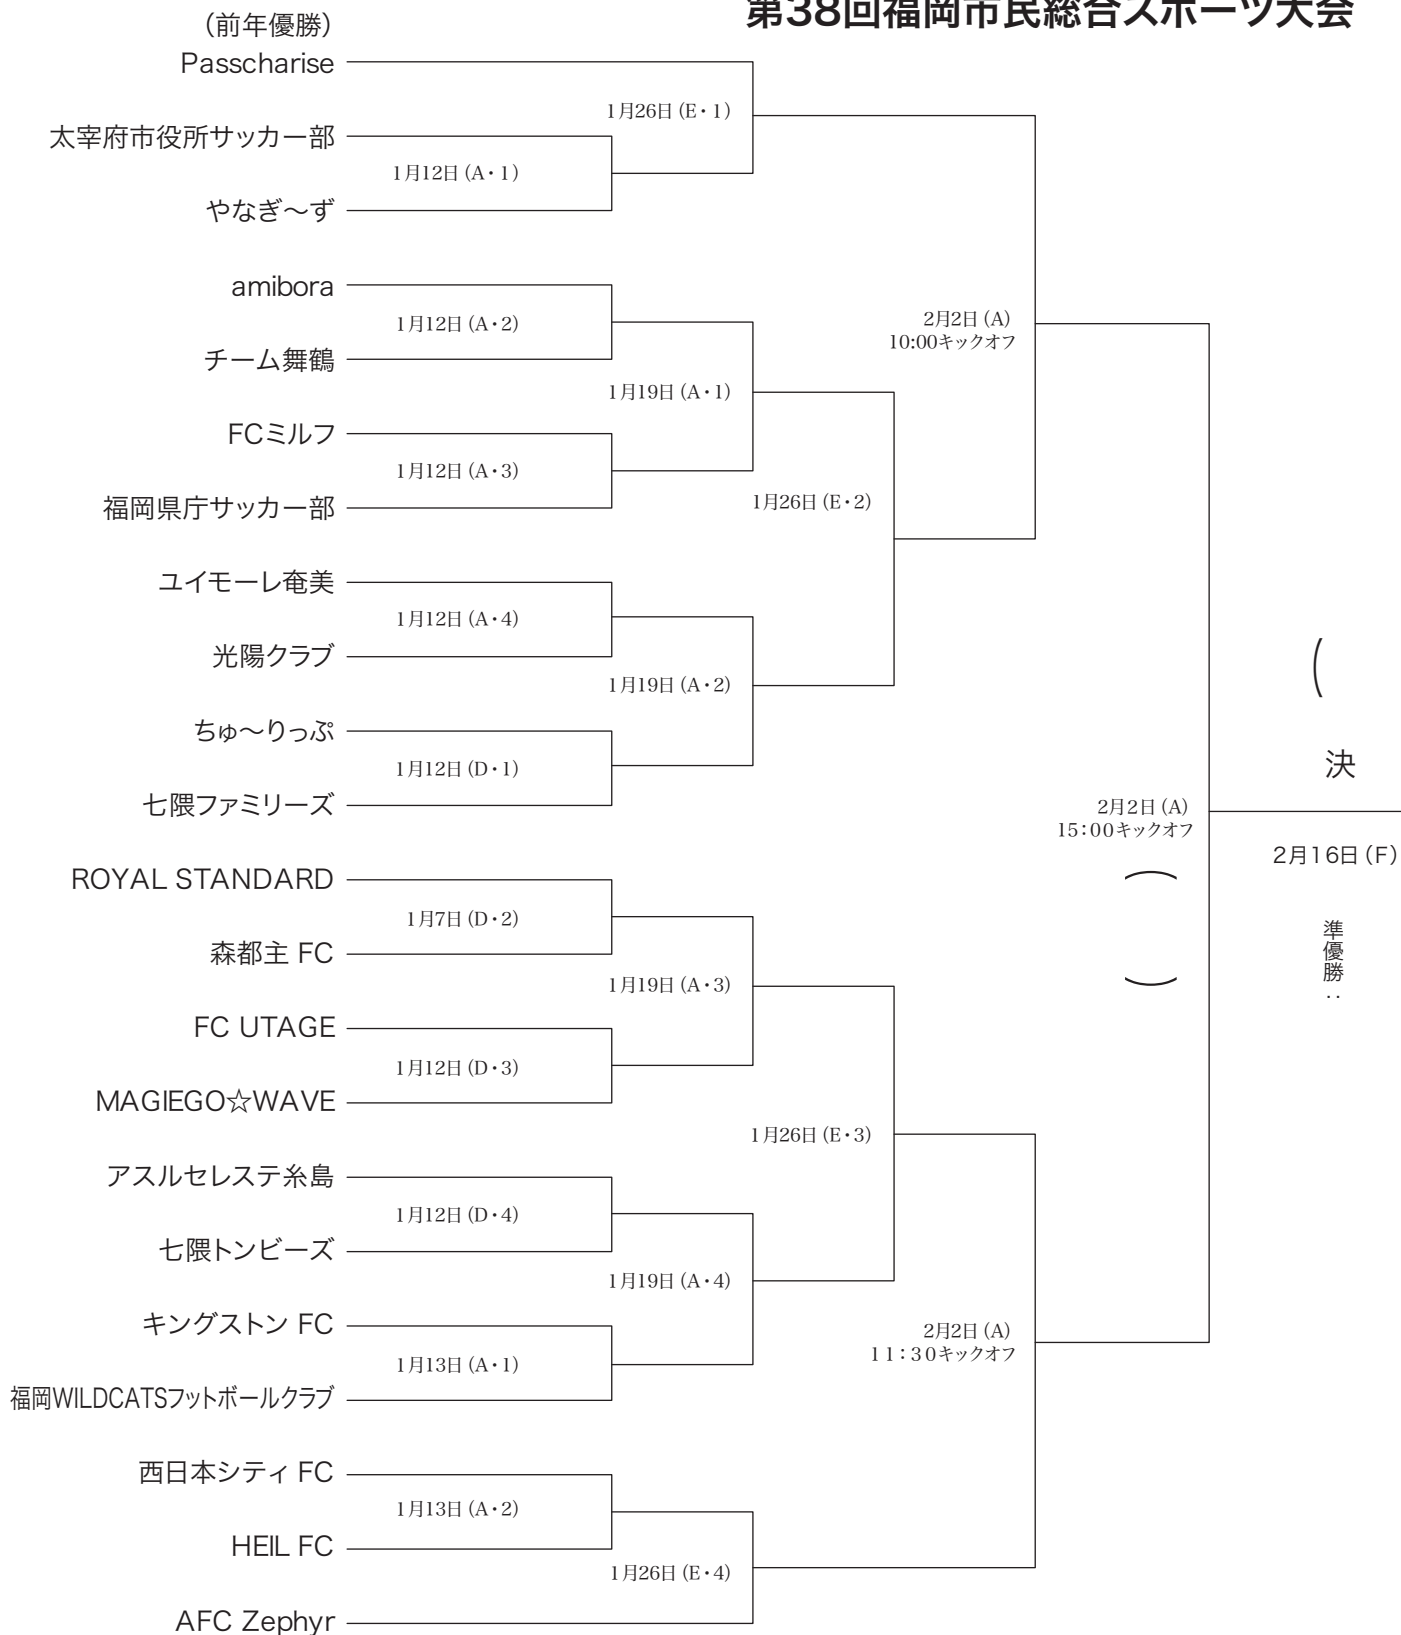 第38回福岡市民総合スポーツ大会
(前年優勝)
Passcharise
1月26日 (E・1)
太宰府市役所サッカー部
1月12日 (A・1)
やなぎ～ず
amibora
1月12日 (A・2)
チーム舞鶴
2月2日 (A)
10:00キックオフ
1月19日 (A・1)
FCミルフ
1月12日 (A・3)
福岡県庁サッカー部
1月26日 (E・2)
ユイモーレ奄美
1月12日 (A・4)
光陽クラブ
1月19日 (A・2)
(
ちゅ～りっぷ
1月12日 (D・1)
七隈ファミリーズ
決
2月2日 (A)
15:00キックオフ
2月16日 (F)
ROYAL STANDARD
1月7日 (D・2)
森都主 FC
(
)
準優勝:
1月19日 (A・3)
FC UTAGE
1月12日 (D・3)
MAGIEGO☆WAVE
1月26日 (E・3)
アスルセレステ糸島
1月12日 (D・4)
七隈トンビーズ
1月19日 (A・4)
キングストン FC
1月13日 (A・1)
福岡WILDCATSフットボールクラブ
2月2日 (A)
11:30キックオフ
西日本シティ FC
1月13日 (A・2)
HEIL FC
1月26日 (E・4)
AFC Zephyr